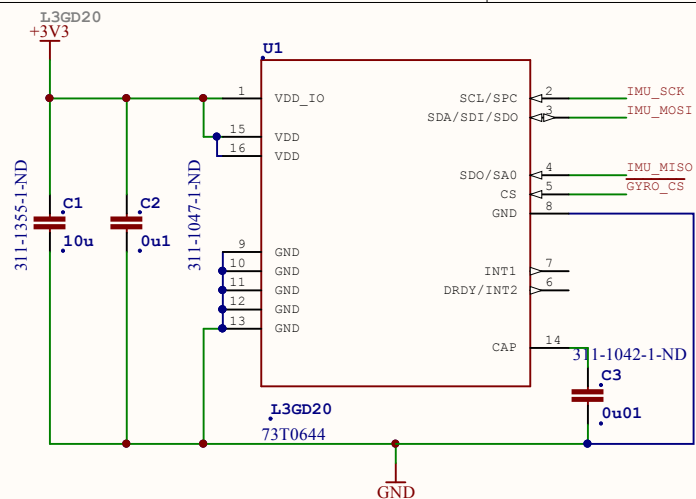 L3GD20
+3V3
U1
1 VDD_IO
15 VDD
16 VDD
9 GND
10 GND
11 GND
12 GND
13 GND
SCL/SPC 2 IMU_SCK
SDA/SDI/SDO 3 IMU_MOSI
SDO/SA0 4 IMU_MISO
CS 5 GYRO_CS
GND 8
INT1 7
DRDY/INT2 6
CAP 14
311-1355-1-ND
C1
10u
C2
0u1
311-1047-1-ND
311-1042-1-ND
C3
0u01
L3GD20
73T0644
GND